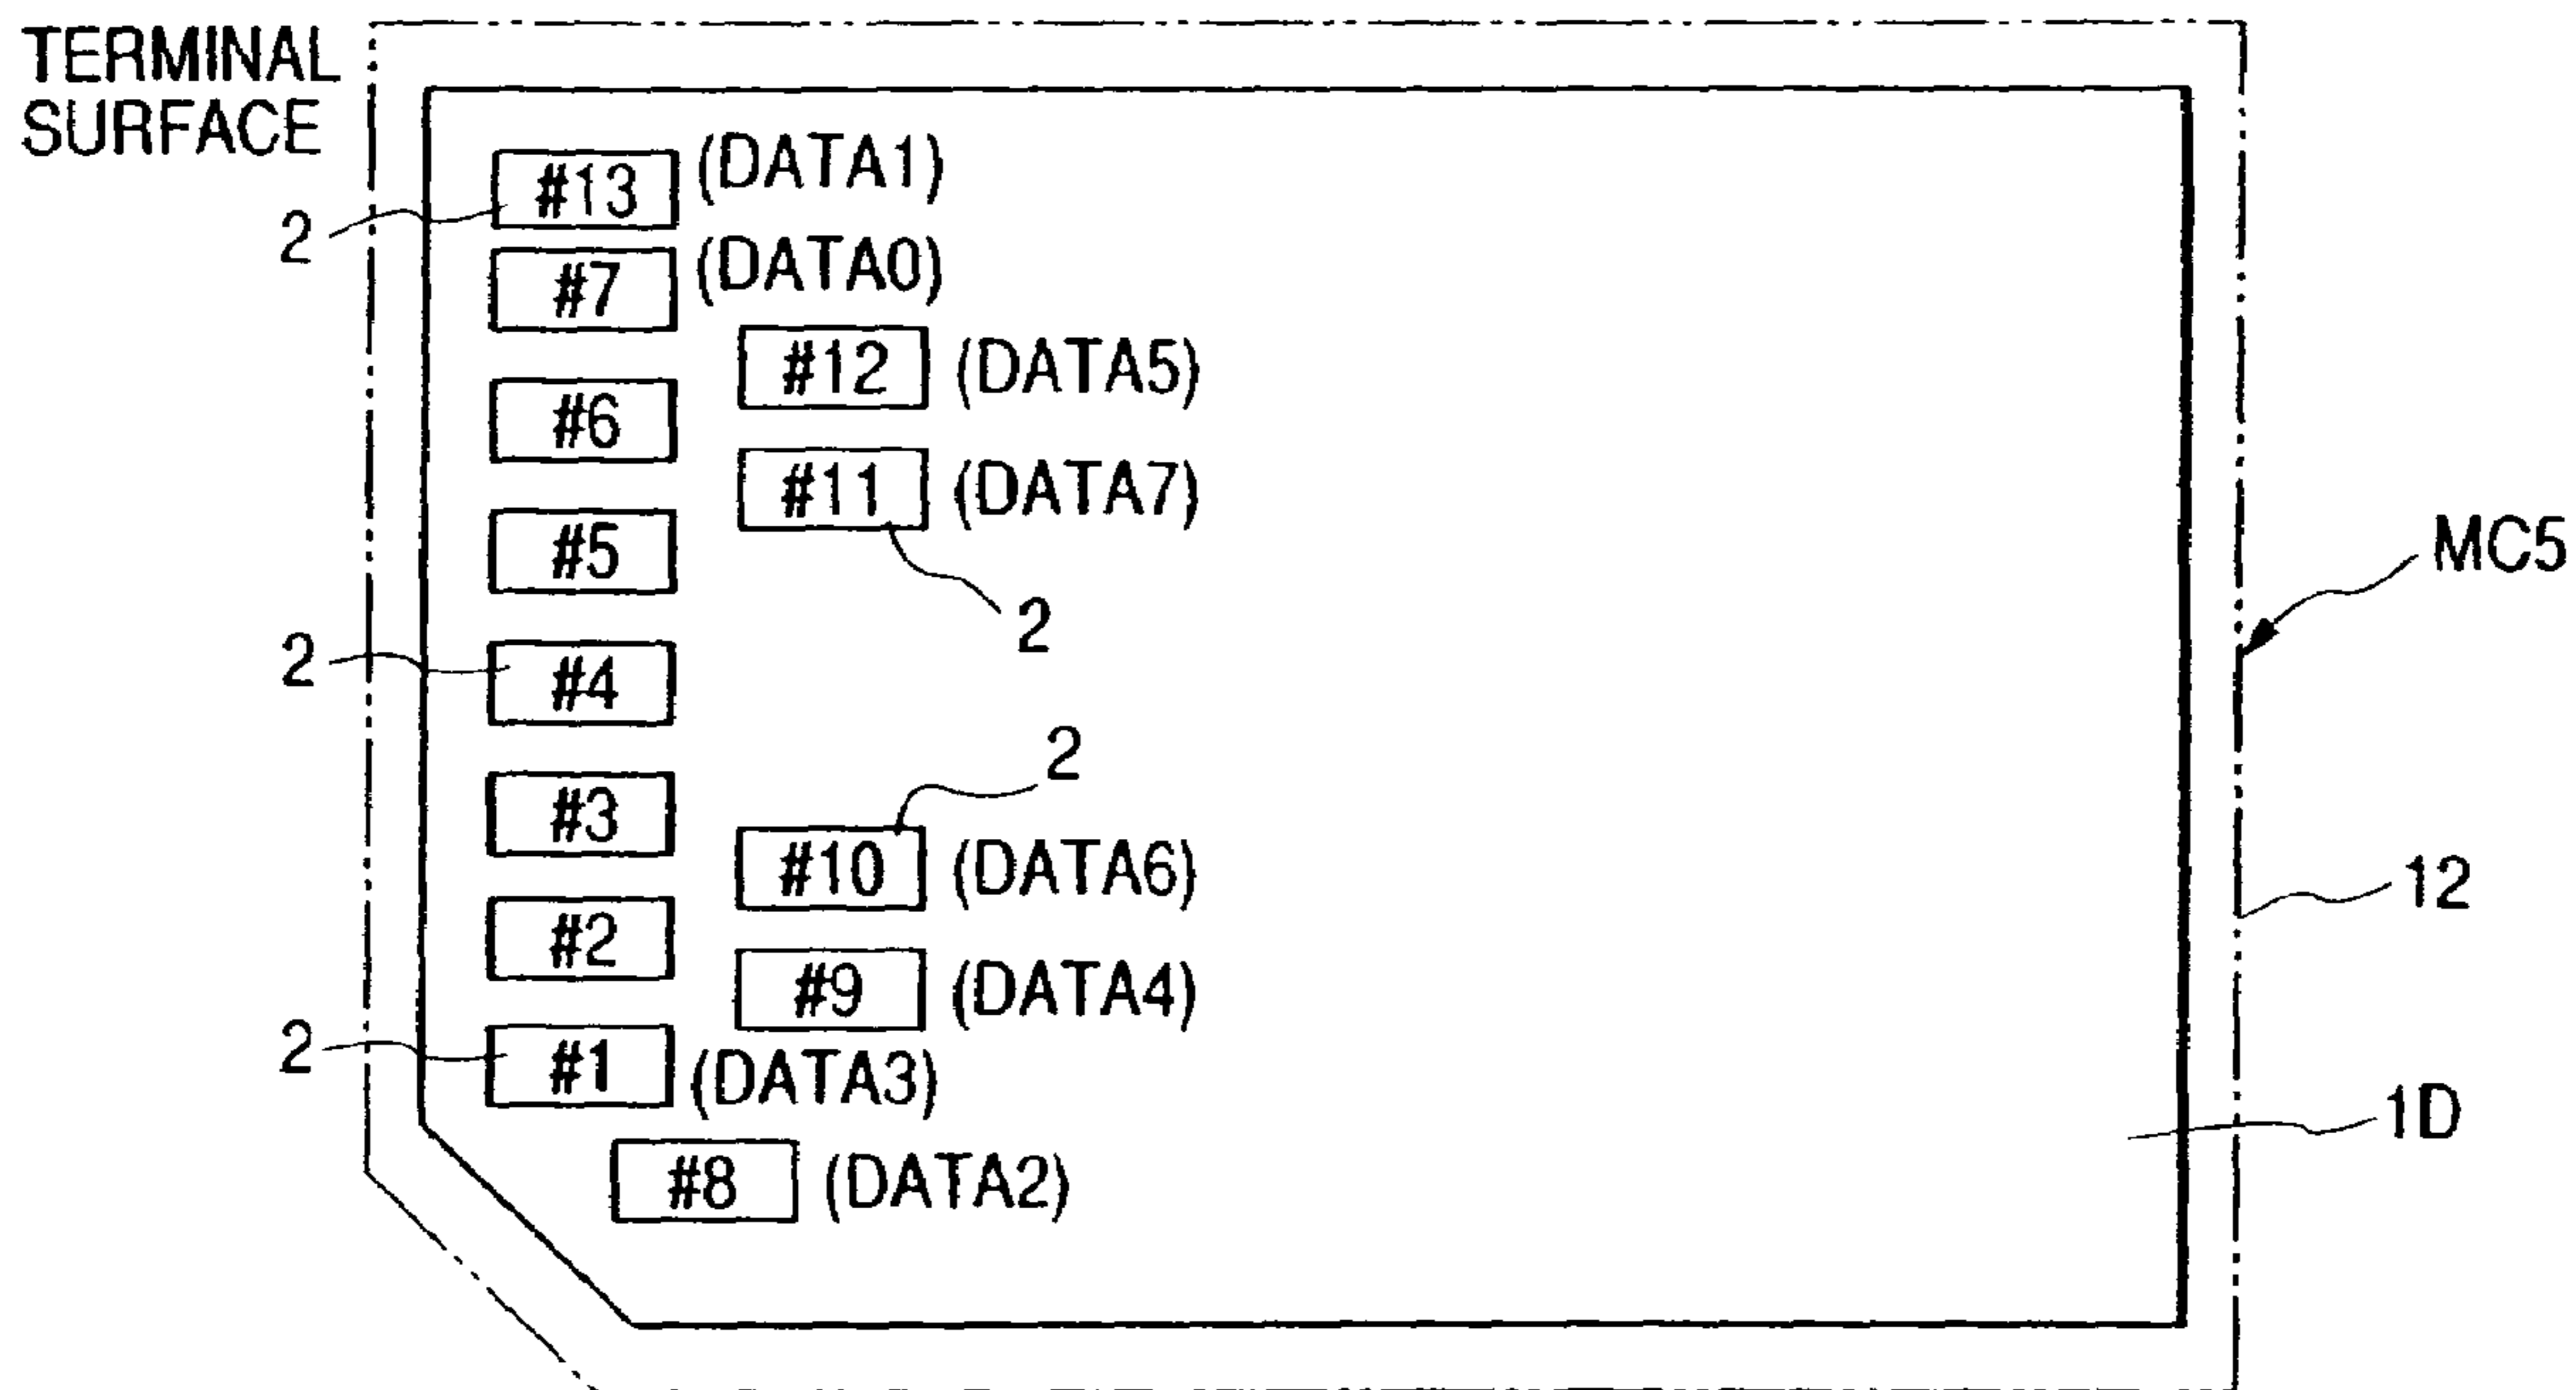 TERMINAL
SURFACE
#13 (DATA1)
2
#7 (DATA0)
#12 (DATA5)
#6
#11 (DATA7)
#5
MC5
2
2 #4
2
#3
#10 (DATA6)
12
#2
#9 (DATA4)
2 #1 (DATA3)
1D
#8 (DATA2)